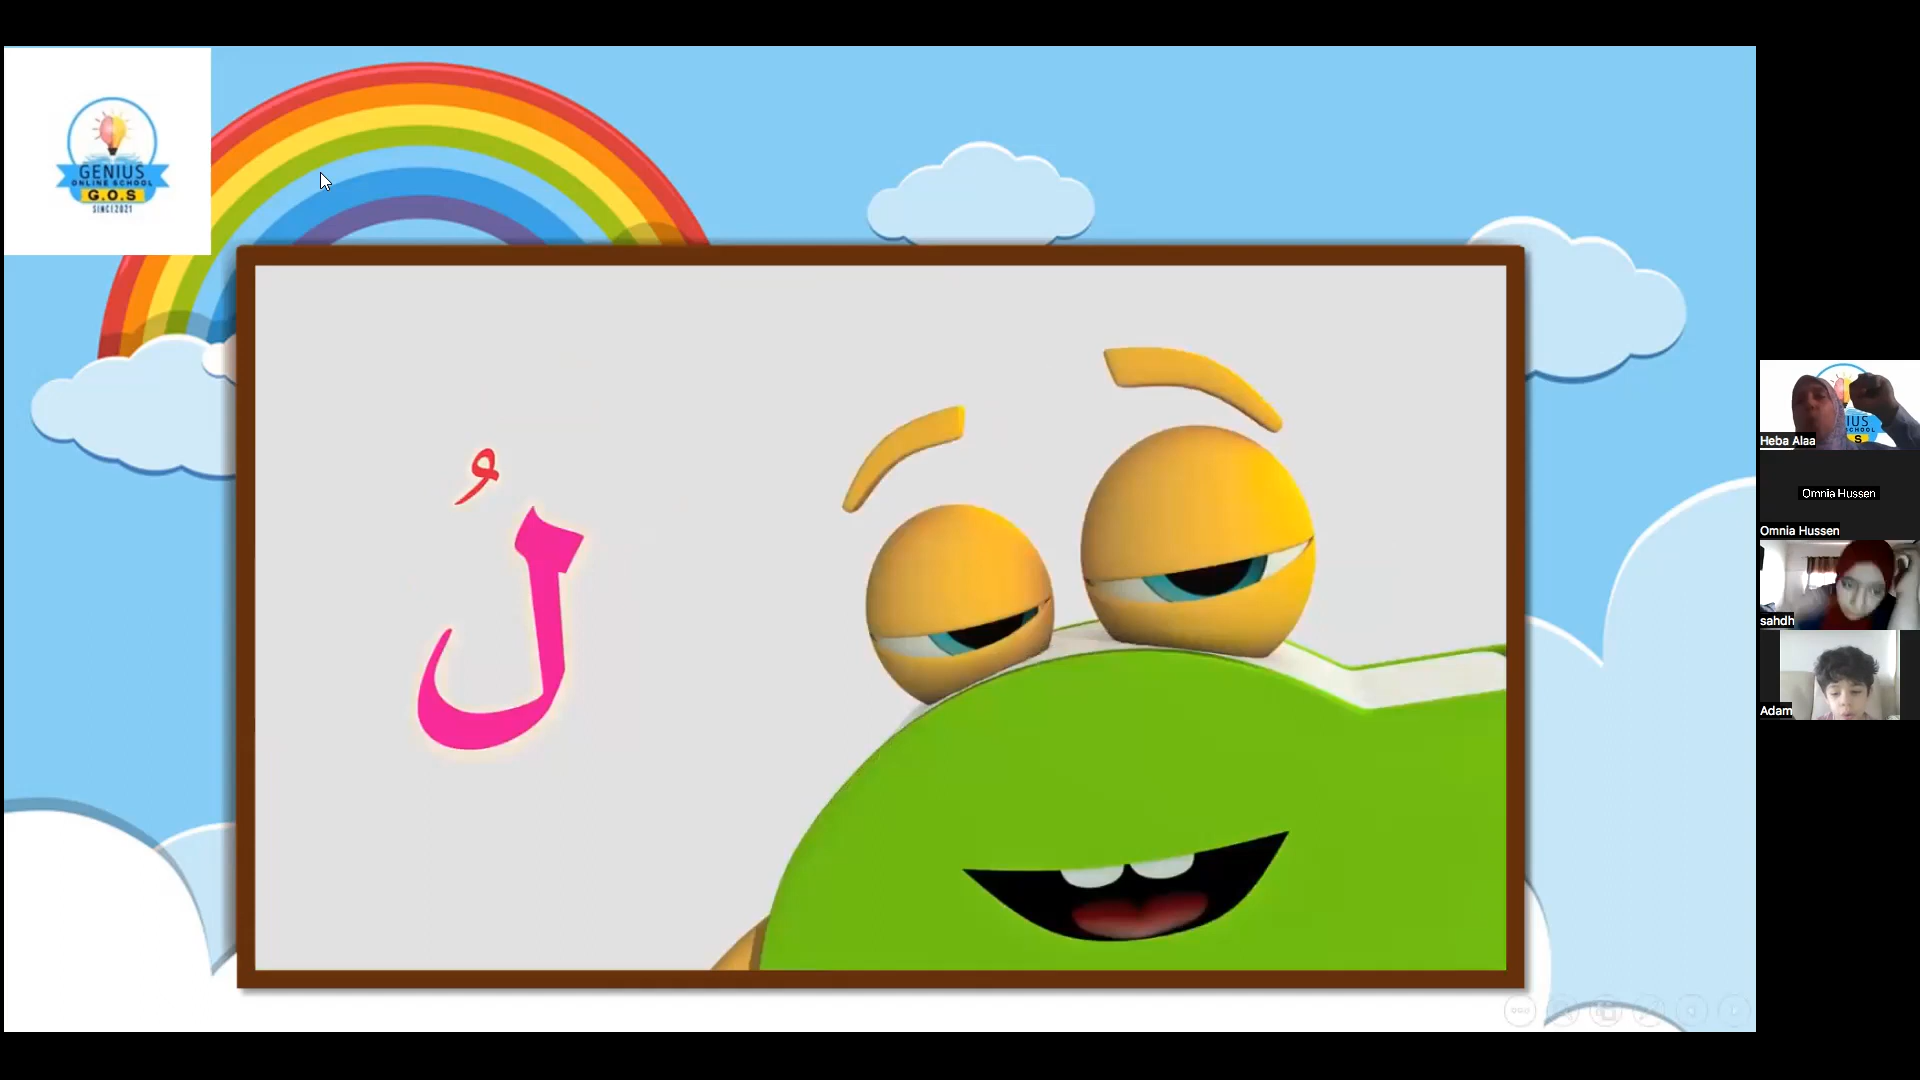 GENIUS
ONLINE SCHOOL
G.O.S
SINCE 2021
لُ
Heba Alaa
Omnia Hussen
Omnia Hussen
sahdh
Adam